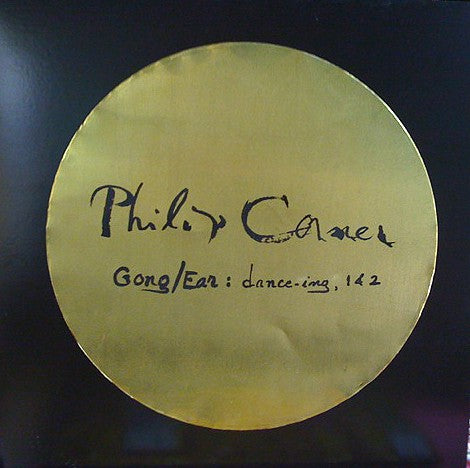 Philip Corner
Gong/Ear: dance-ing, 1&2